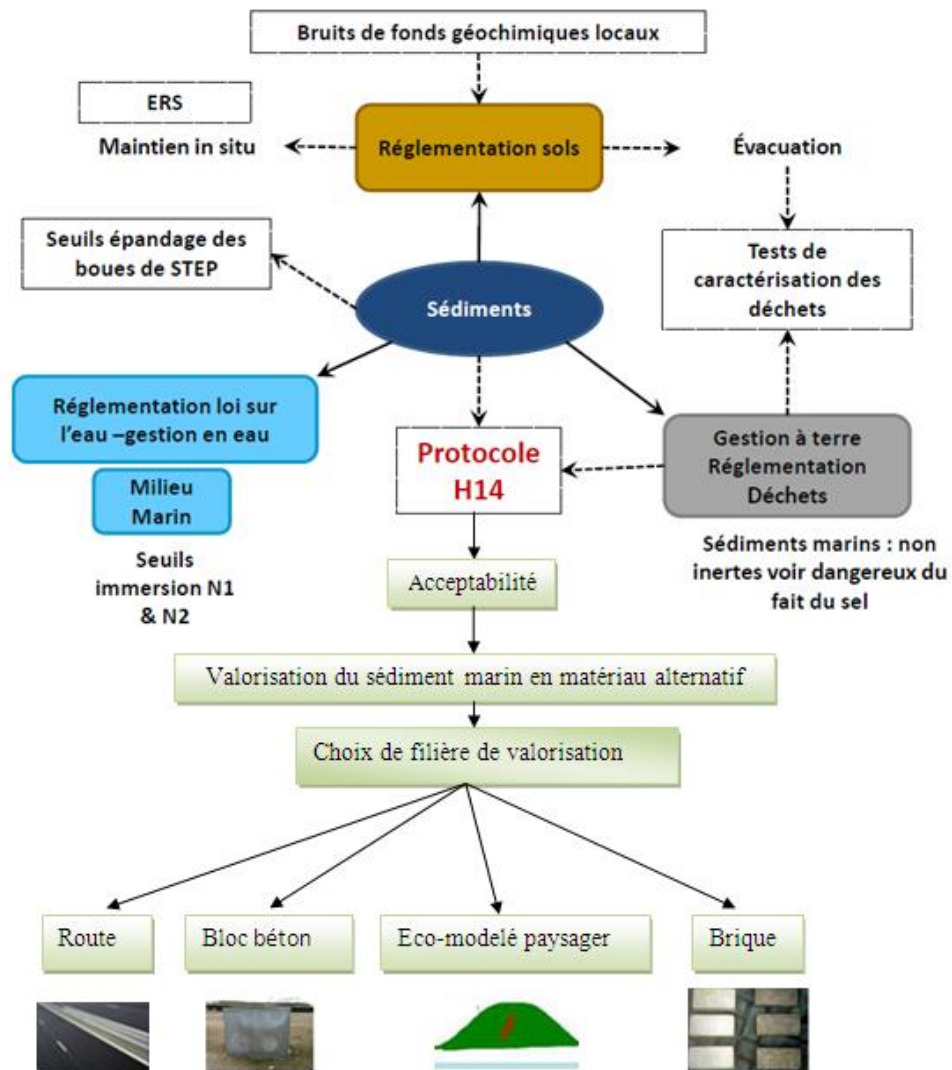 Bruits de fonds géochimiques locaux
ERS
Maintien in situ
Réglementation sols
Évacuation
Seuils épandage des
boues de STEP
Tests de
caractérisation des
déchets
Sédiments
Réglementation loi sur
l'eau –gestion en eau
Milieu
Marin
Seuils
immersion N1
& N2
Protocole
H14
Gestion à terre
Réglementation
Déchets
Sédiments marins : non
inertes voir dangereux du
fait du sel
Acceptabilité
Valorisation du sédiment marin en matériau alternatif
Choix de filière de valorisation
Route
Bloc béton
Eco-modelé paysager
Brique